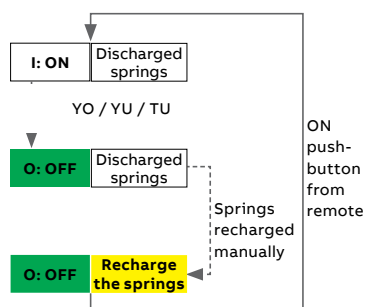 I: ON
Discharged
springs
YO / YU / TU
O: OFF
Discharged
springs
ON
push-
button
from
remote
Springs
recharged
manually
O: OFF
Recharge
the springs